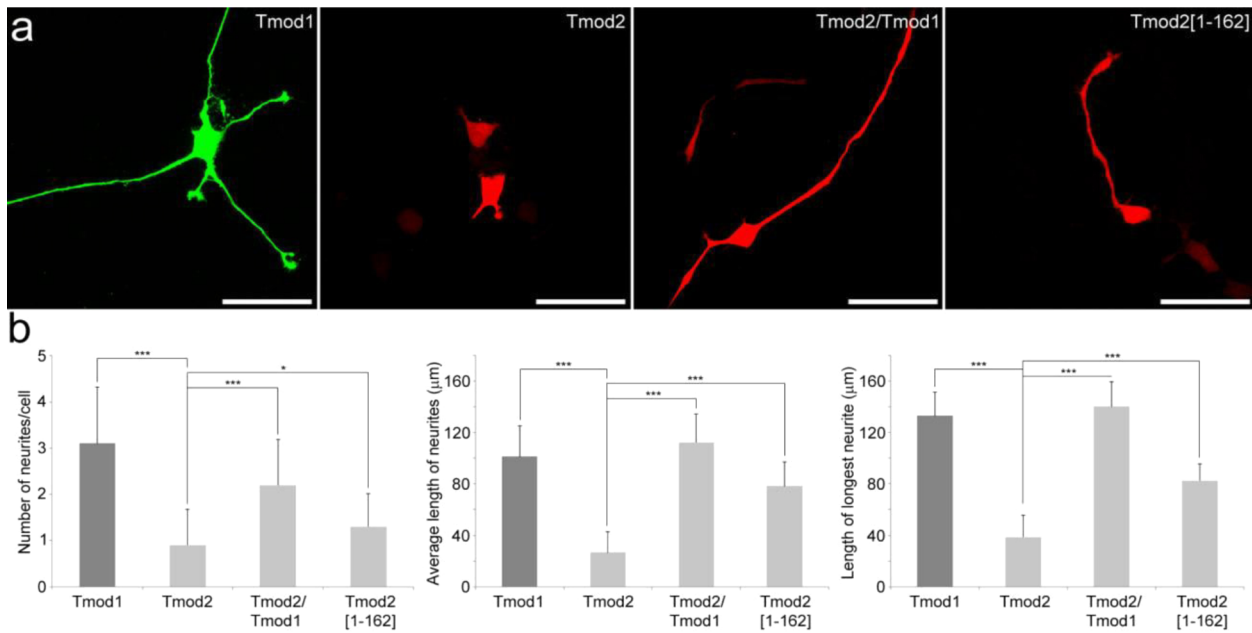 a
Tmod1
Tmod2
Tmod2/Tmod1
Tmod2[1-162]
b
Number of neurites/cell
5
4
3
2
1
0
***
***
*
Tmod1
Tmod2
Tmod2/
Tmod1
Tmod2
[1-162]
Average length of neurites (μm)
160
120
80
40
0
***
***
***
Tmod1
Tmod2
Tmod2/
Tmod1
Tmod2
[1-162]
Length of longest neurite (μm)
160
120
80
40
0
***
***
***
Tmod1
Tmod2
Tmod2/
Tmod1
Tmod2
[1-162]